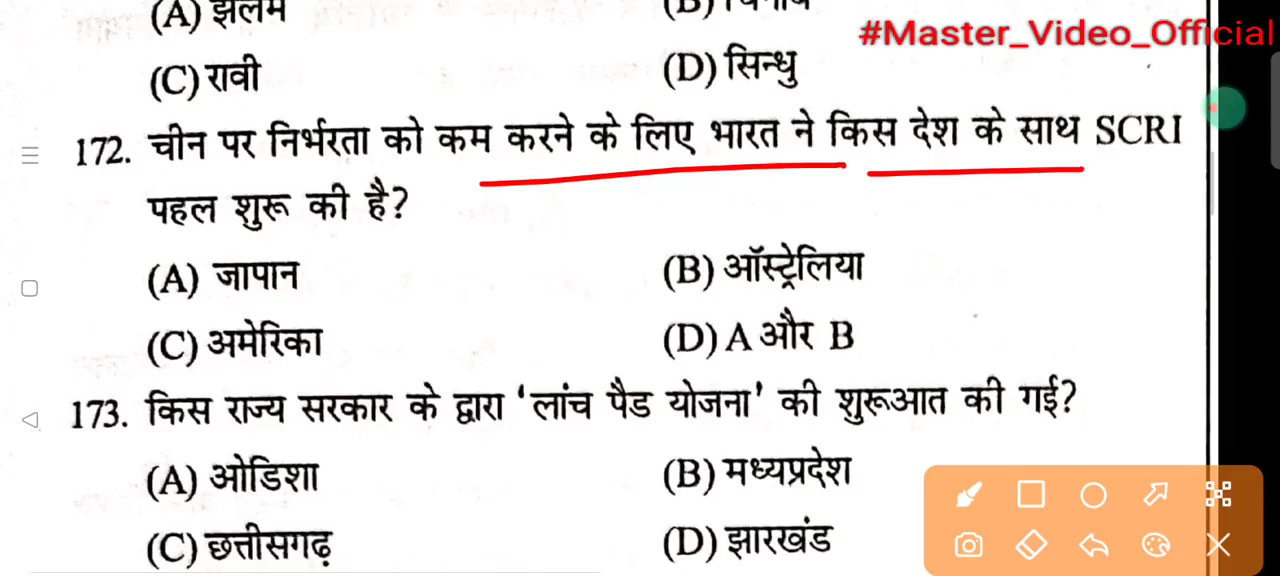 (A) झेलम
#Master_Video_Official
(C) रावी (D) सिन्धु
172. चीन पर निर्भरता को कम करने के लिए भारत ने किस देश के साथ SCRI
पहल शुरू की है?
(A) जापान (B) ऑस्ट्रेलिया
(C) अमेरिका (D) A और B
173. किस राज्य सरकार के द्वारा 'लांच पैड योजना' की शुरूआत की गई?
(A) ओडिशा (B) मध्यप्रदेश
(C) छत्तीसगढ़ (D) झारखंड